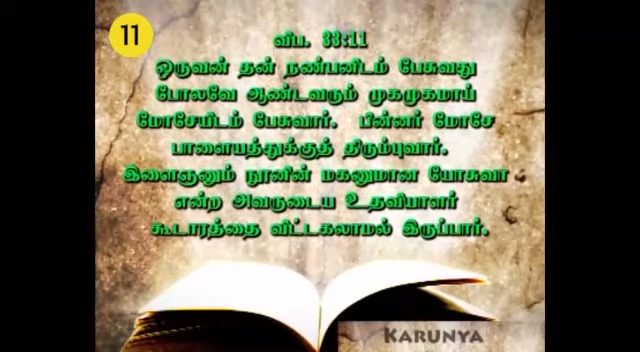 11
விப. 33:11
ஒருவன் தன் நண்பனிடம் பேசுவது
போலவே ஆண்டவரும் முகமுகமாய்
மோசேயிடம் பேசுவார். பின்னர் மோசே
பாளையத்துக்குத் திரும்புவார்.
இளைஞனும் நூனின் மகனுமான யோசுவா
என்ற அவருடைய உதவியாளர்
கூடாரத்தை விட்டகலாமல் இருப்பார்.
KARUNYA